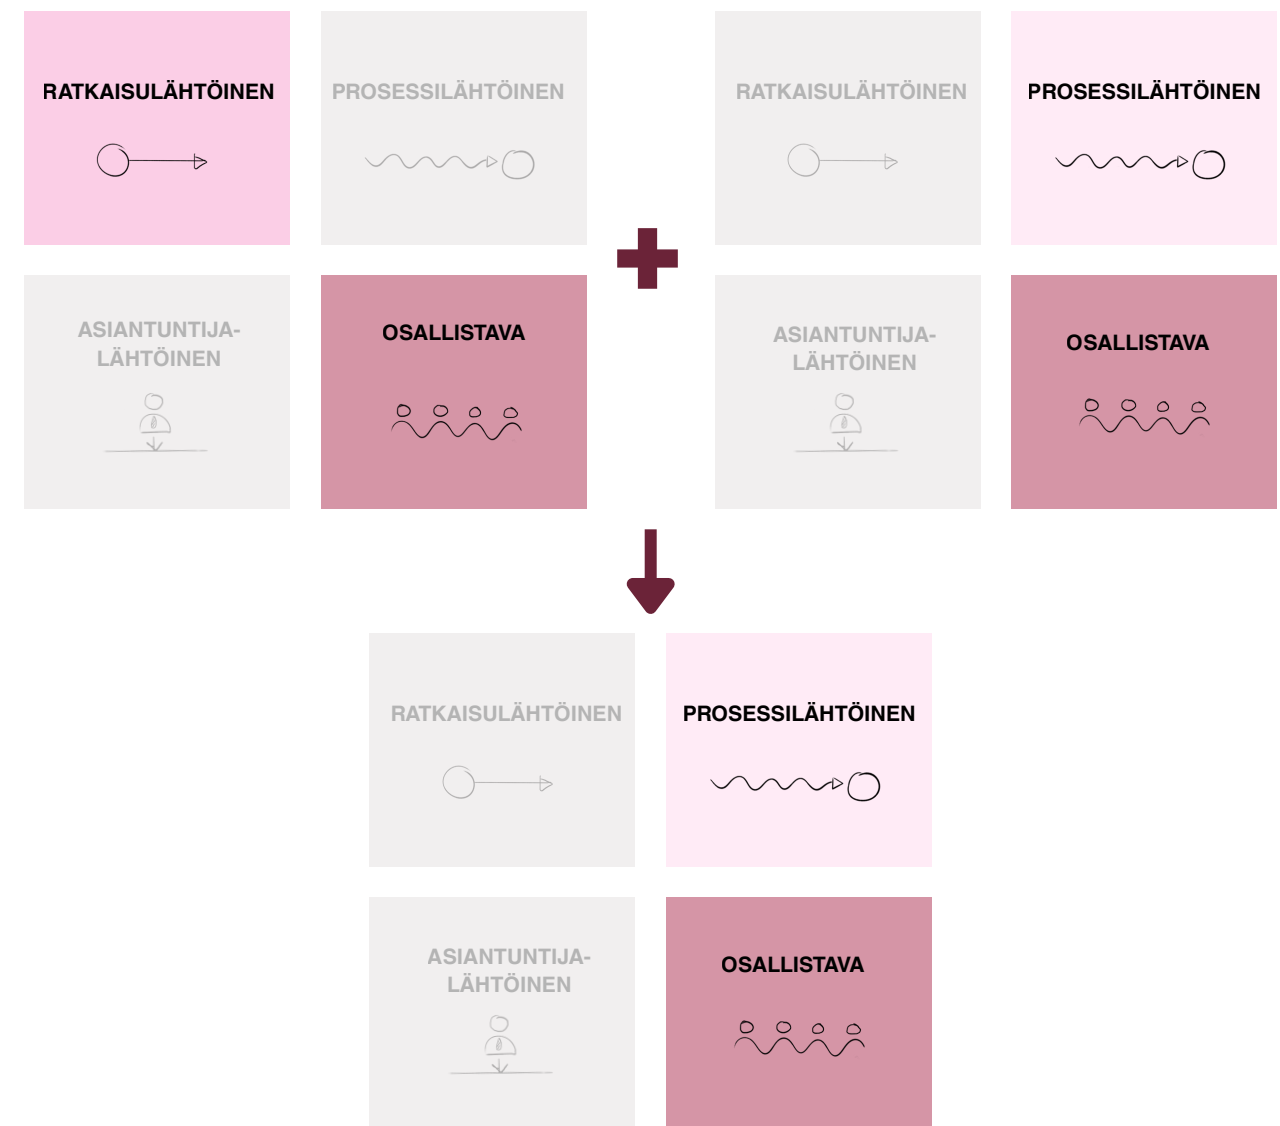 RATKAISULÄHTÖINEN
PROSESSILÄHTÖINEN
ASIANTUNTIJA-
LÄHTÖINEN
OSALLISTAVA
RATKAISULÄHTÖINEN
PROSESSILÄHTÖINEN
ASIANTUNTIJA-
LÄHTÖINEN
OSALLISTAVA
RATKAISULÄHTÖINEN
PROSESSILÄHTÖINEN
ASIANTUNTIJA-
LÄHTÖINEN
OSALLISTAVA